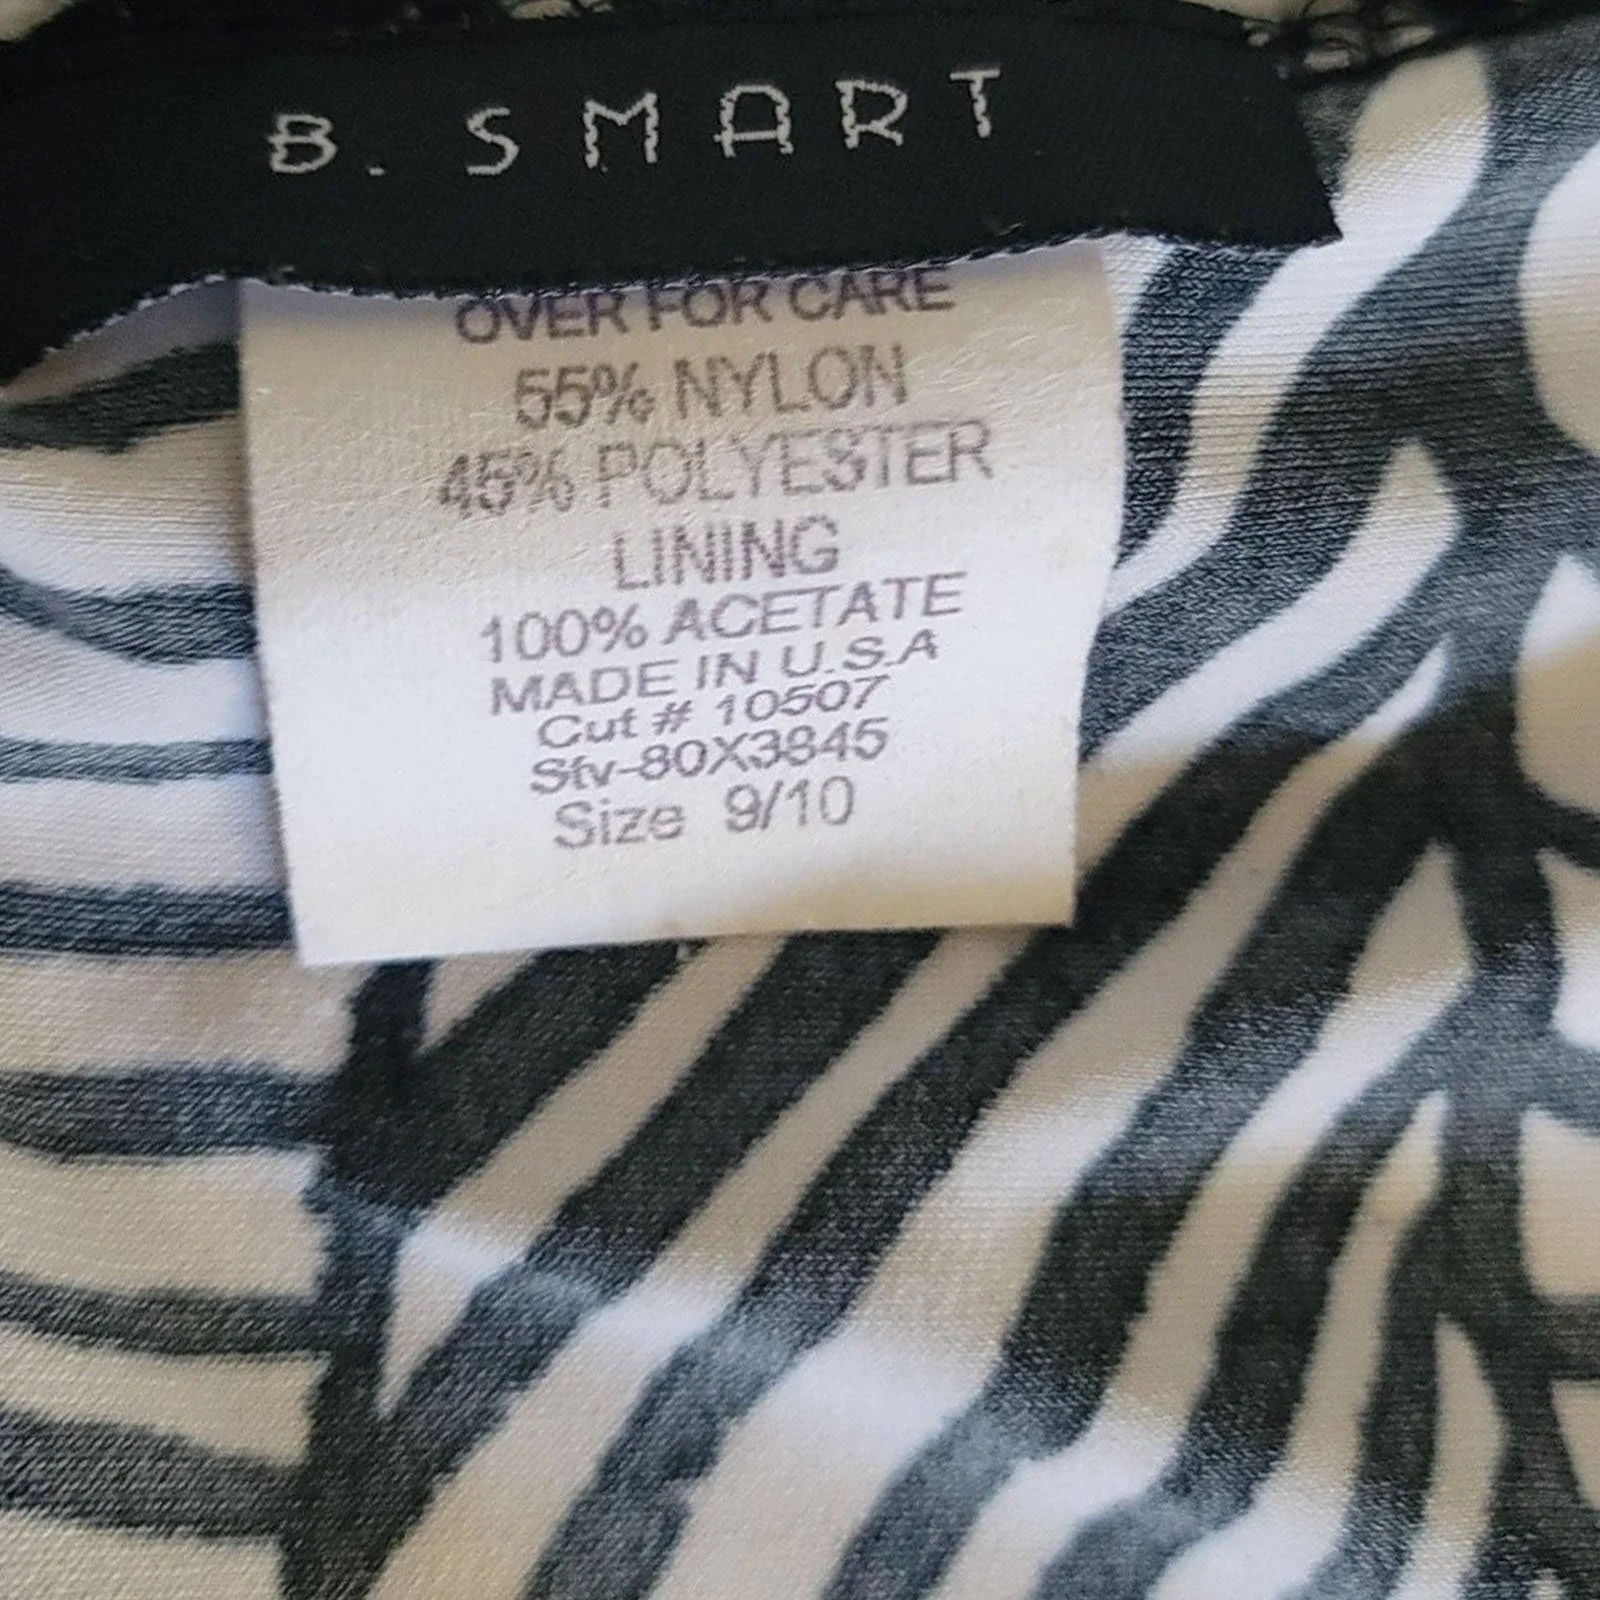 B. SMART
OVER FOR CARE
55% NYLON
45% POLYESTER
LINING
100% ACETATE
MADE IN U.S.A
Cut # 10507
Sty-80X3845
Size 9/10